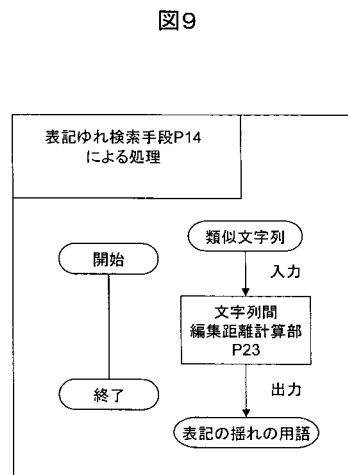 図9
表記ゆれ検索手段P14
による処理
開始
終了
類似文字列
入力
文字列間
編集距離計算部
P23
出力
表記の揺れの用語